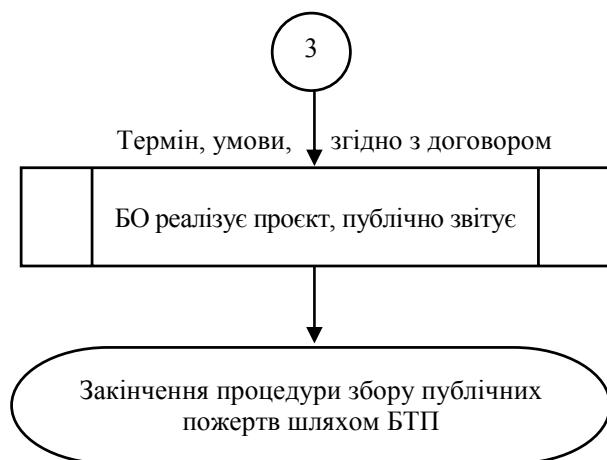 3
Термін, умови, згідно з договором
БО реалізує проєкт, публічно звітує
Закінчення процедури збору публічних
пожертв шляхом БТП